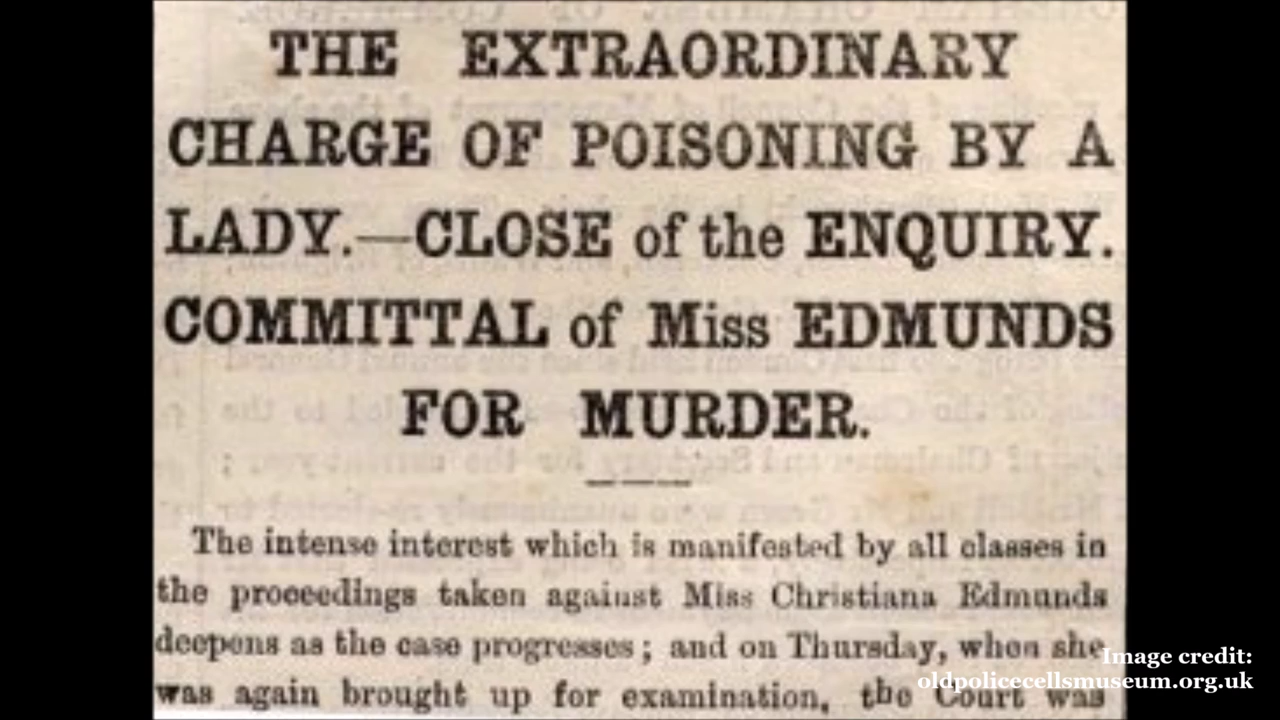 THE EXTRAORDINARY
CHARGE OF POISONING BY A
LADY.—CLOSE of the ENQUIRY.
COMMITTAL of Miss EDMUNDS
FOR MURDER.
The intense interest which is manifested by all classes in
the proceedings taken against Miss Christiana Edmunds
deepens as the case progresses; and on Thursday, when she
was again brought up for examination, the Court was
Image credit:
oldpolicecellsmuseum.org.uk